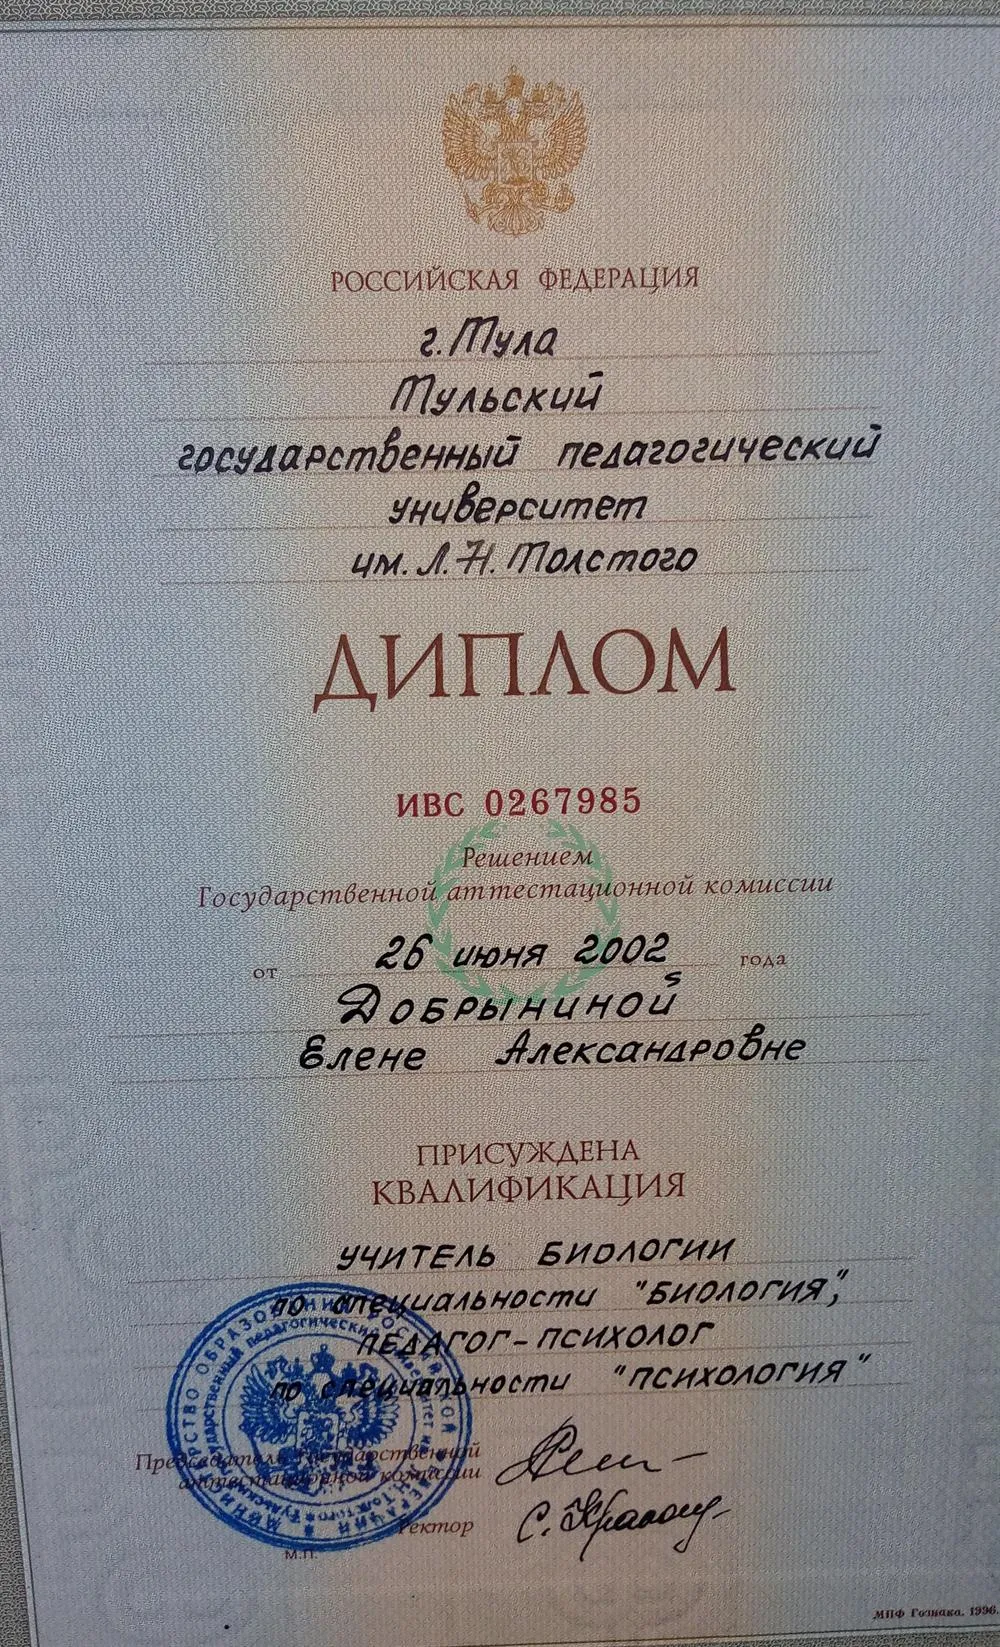 РОССИЙСКАЯ ФЕДЕРАЦИЯ
г. Тула
Тульский
государственный педагогический
университет
им. Л.Н. Толстого
ДИПЛОМ
ИВС 0267985
Решением
Государственной аттестационной комиссии
от 26 июня 2002 года
Добрыниной
Елене Александровне
ПРИСУЖДЕНА
КВАЛИФИКАЦИЯ
УЧИТЕЛЬ БИОЛОГИИ
по специальности "БИОЛОГИЯ",
ПЕДАГОГ-ПСИХОЛОГ
по специальности "ПСИХОЛОГИЯ"
Председатель Государственной
аттестационной комиссии
Ректор
М.П.
МПФ Гознака. 1996.